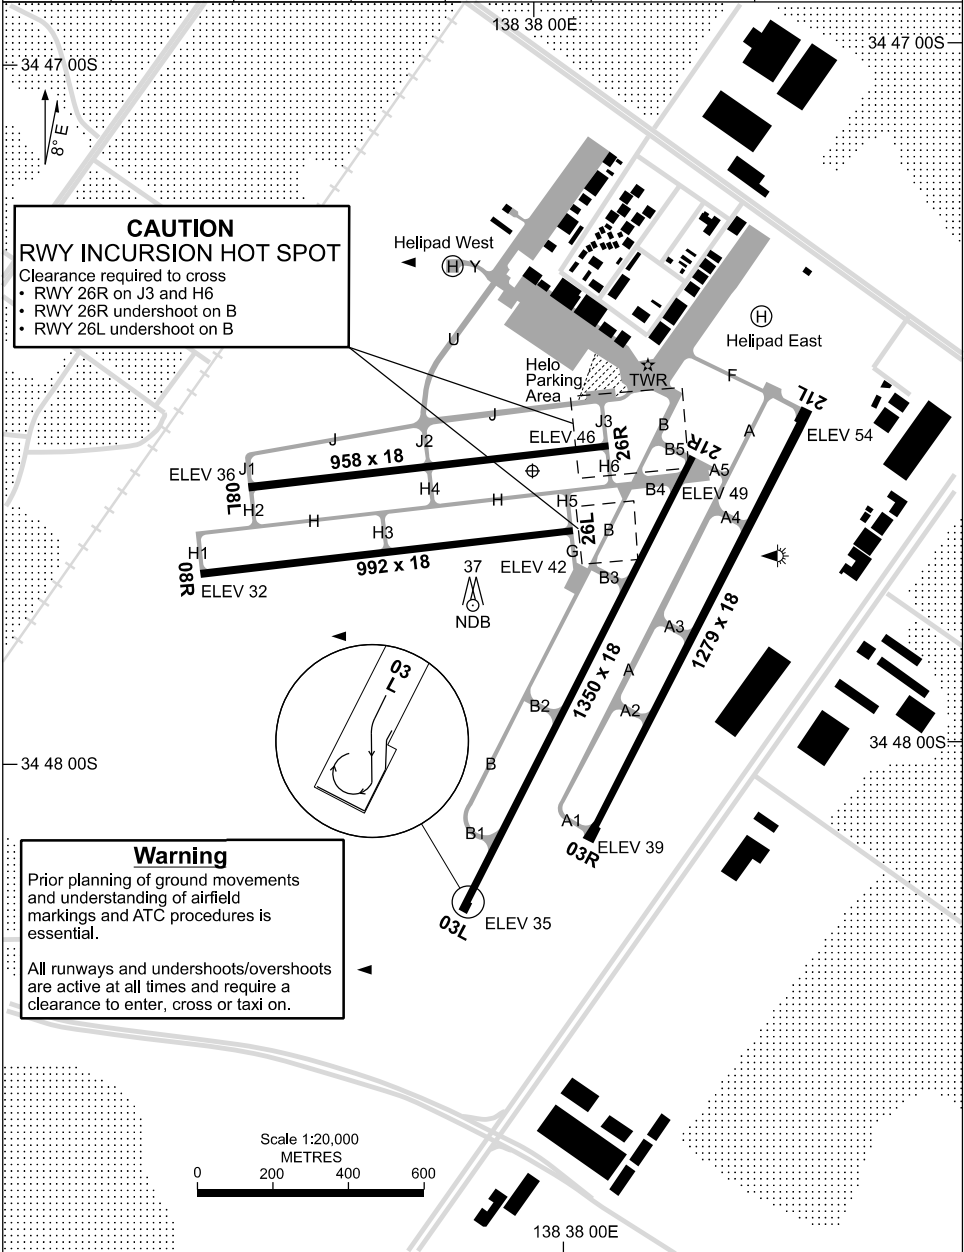 138 38 00E
34 47 00S
34 47 00S
8° E
CAUTION
RWY INCURSION HOT SPOT
Clearance required to cross
• RWY 26R on J3 and H6
• RWY 26R undershoot on B
• RWY 26L undershoot on B
Helipad West
H Y
H
Helipad East
U
Helo
Parking
Area
TWR
F
21L
ELEV 54
J
J
J2
J3
B
A
ELEV 46
26R
B5
21R
ELEV 36
J1
958 x 18
H6
A5
08L
H4
H
H5
B4
ELEV 49
H2
H
H3
26L
B
A4
H1
G
08R
992 x 18
37
ELEV 42
B3
ELEV 32
NDB
A3
1279 x 18
03
L
1350 x 18
A
B2
A2
34 48 00S
34 48 00S
B
B1
A1
03R
ELEV 39
03L
ELEV 35
Warning
Prior planning of ground movements
and understanding of airfield
markings and ATC procedures is
essential.
All runways and undershoots/overshoots
are active at all times and require a
clearance to enter, cross or taxi on.
Scale 1:20,000
METRES
0 200 400 600
138 38 00E